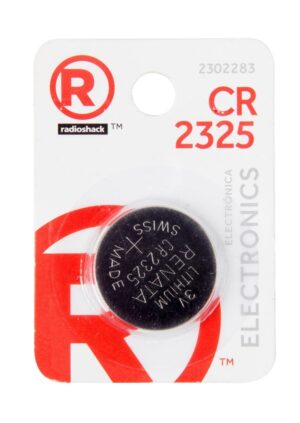 2302283
R
radioshack™
CR
2325
ELECTRÓNICA
ELECTRONICS
SWISS MADE
+
CR2325
RENATA
LITHIUM
3V
R
TM